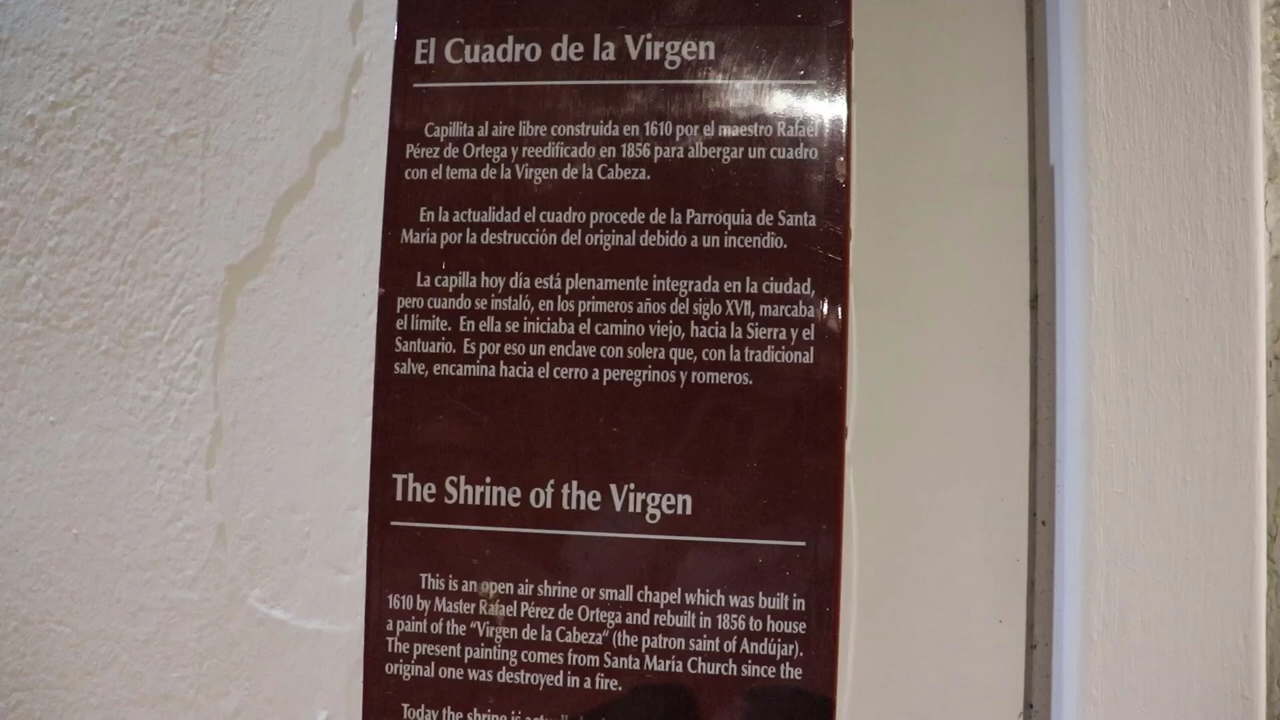 El Cuadro de la Virgen
Capillita al aire libre construida en 1610 por el maestro Rafael
Pérez de Ortega y reedificado en 1856 para albergar un cuadro
con el tema de la Virgen de la Cabeza.
En la actualidad el cuadro procede de la Parroquia de Santa
María por la destrucción del original debido a un incendio.
La capilla hoy día está plenamente integrada en la ciudad,
pero cuando se instaló, en los primeros años del siglo XVII, marcaba
el límite. En ella se iniciaba el camino viejo, hacia la Sierra y el
Santuario. Es por eso un enclave con solera que, con la tradicional
salve, encamina hacia el cerro a peregrinos y romeros.
The Shrine of the Virgen
This is an open air shrine or small chapel which was built in
1610 by Master Rafael Pérez de Ortega and rebuilt in 1856 to house
a paint of the "Virgen de la Cabeza" (the patron saint of Andújar).
The present painting comes from Santa María Church since the
original one was destroyed in a fire.
Today the shrine is